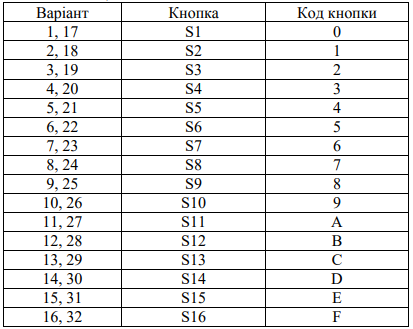 Варіант Кнопка Код кнопки
1, 17 S1 0
2, 18 S2 1
3, 19 S3 2
4, 20 S4 3
5, 21 S5 4
6, 22 S6 5
7, 23 S7 6
8, 24 S8 7
9, 25 S9 8
10, 26 S10 9
11, 27 S11 A
12, 28 S12 B
13, 29 S13 C
14, 30 S14 D
15, 31 S15 E
16, 32 S16 F